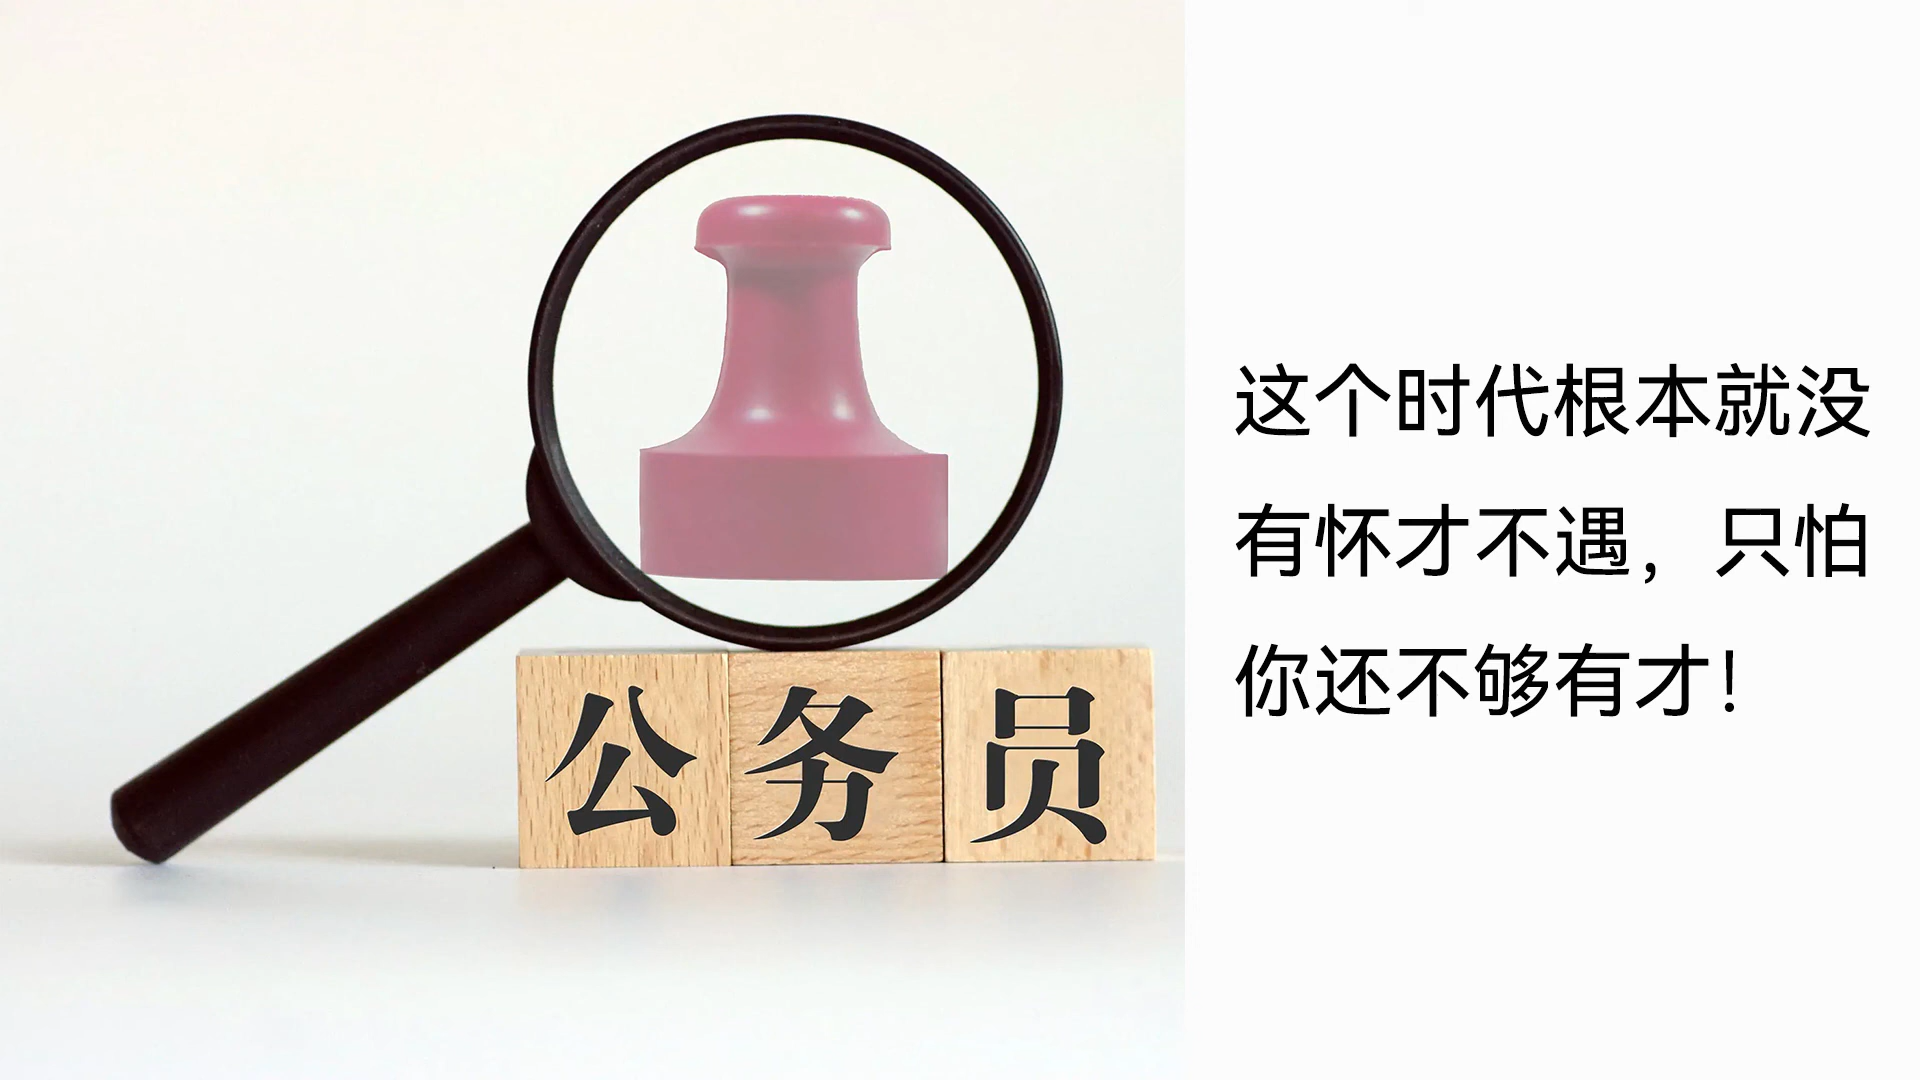 公务员
这个时代根本就没
有怀才不遇，只怕
你还不够有才！